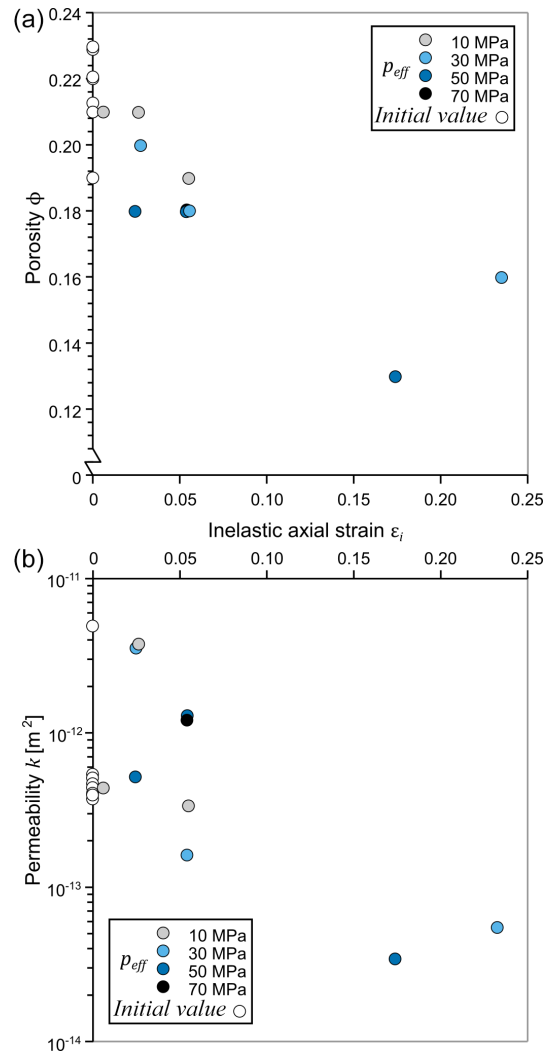 (a)
0.24
0.22
0.20
0.18
0.16
0.14
0.12
0
Porosity ϕ
p_eff
10 MPa
30 MPa
50 MPa
70 MPa
Initial value
0 0.05 0.10 0.15 0.20 0.25
Inelastic axial strain ε_i
(b)
0 0.05 0.10 0.15 0.20 0.25
10⁻¹¹
10⁻¹²
10⁻¹³
10⁻¹⁴
Permeability k [m²]
p_eff
10 MPa
30 MPa
50 MPa
70 MPa
Initial value